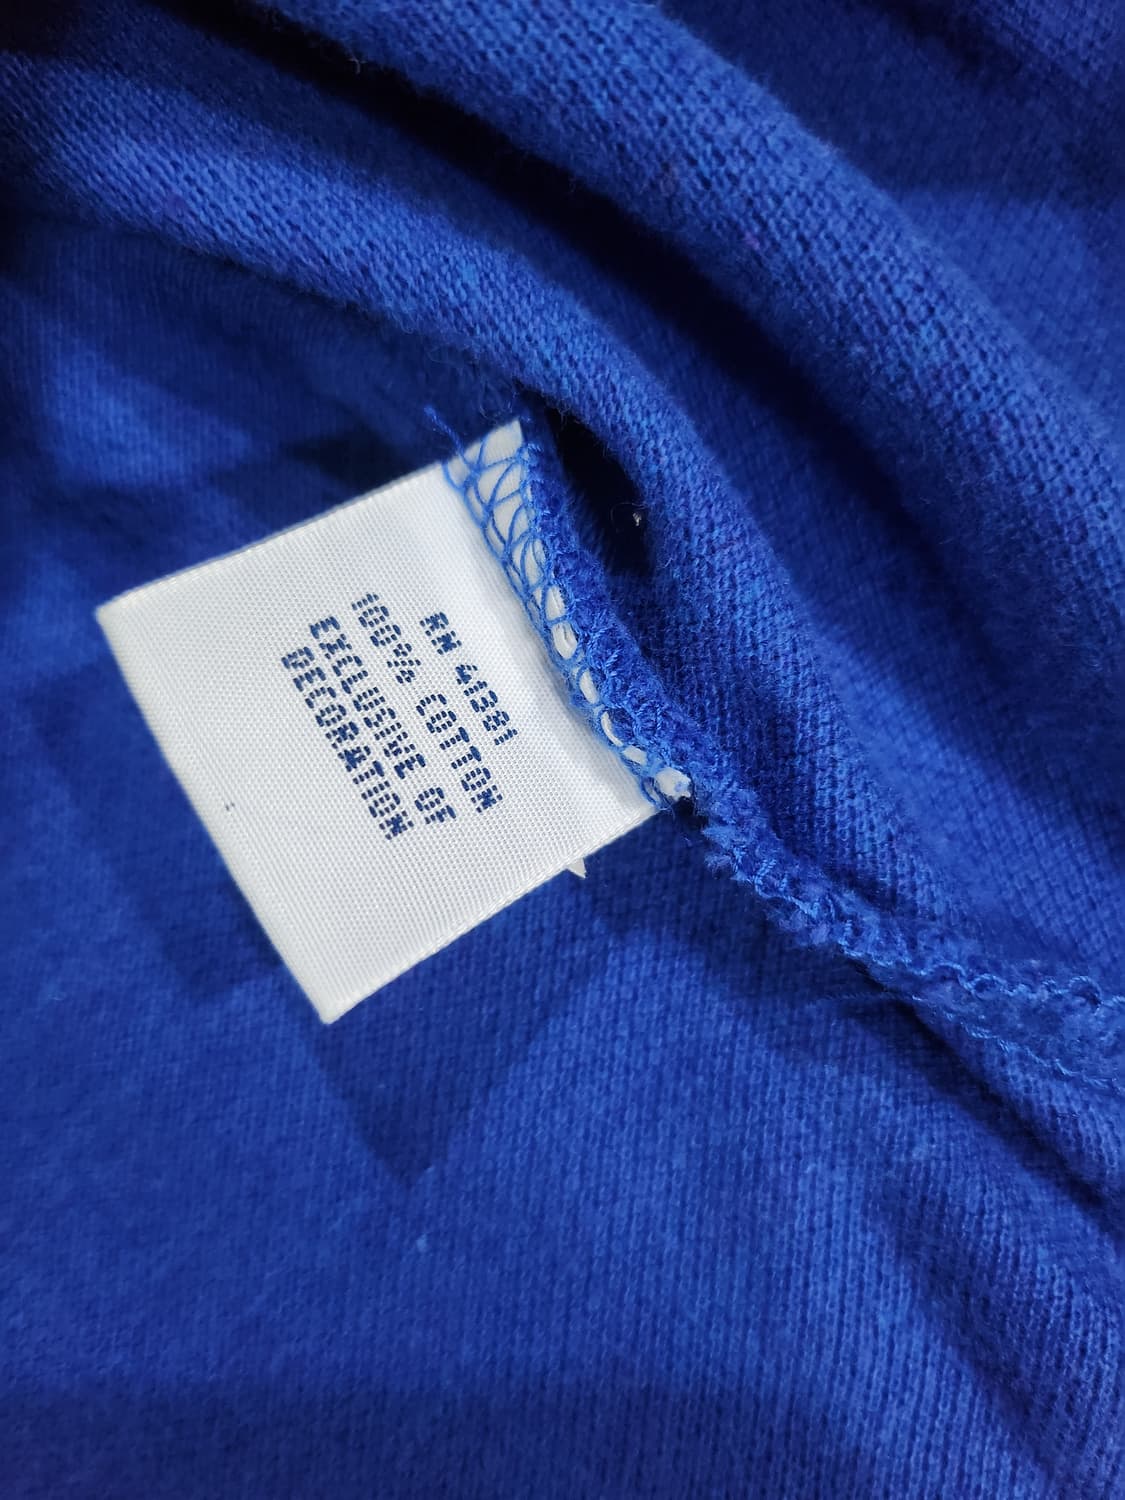 RN 41381
100% COTTON
EXCLUSIVE OF
DECORATION